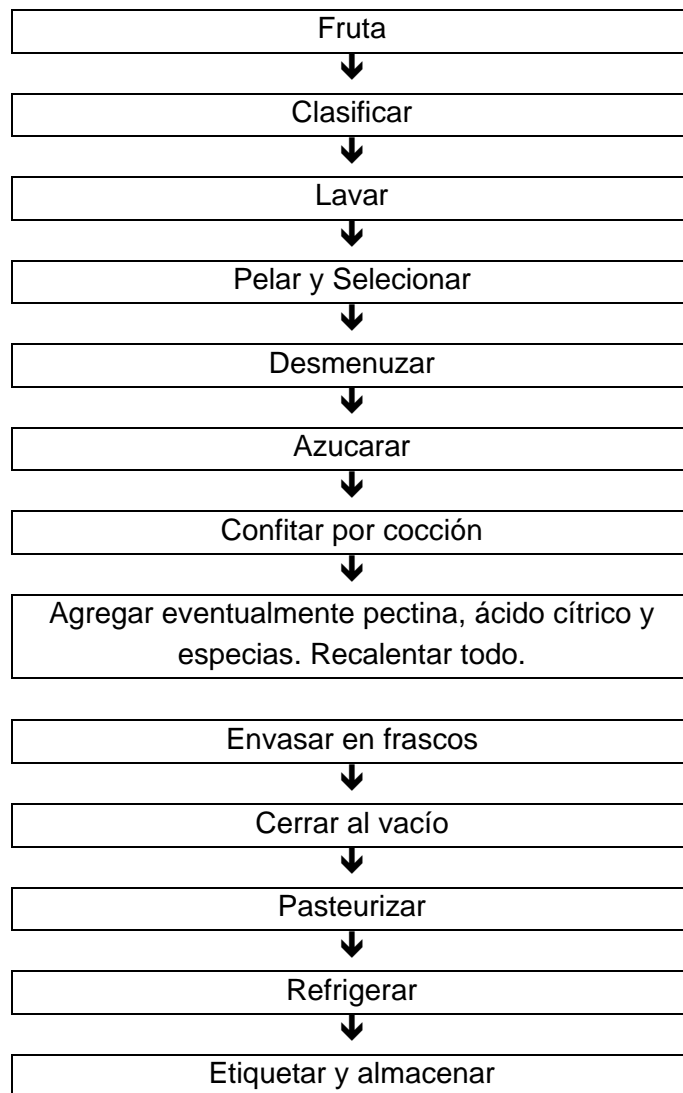 Fruta
Clasificar
Lavar
Pelar y Selecionar
Desmenuzar
Azucarar
Confitar por cocción
Agregar eventualmente pectina, ácido cítrico y
especias. Recalentar todo.
Envasar en frascos
Cerrar al vacío
Pasteurizar
Refrigerar
Etiquetar y almacenar